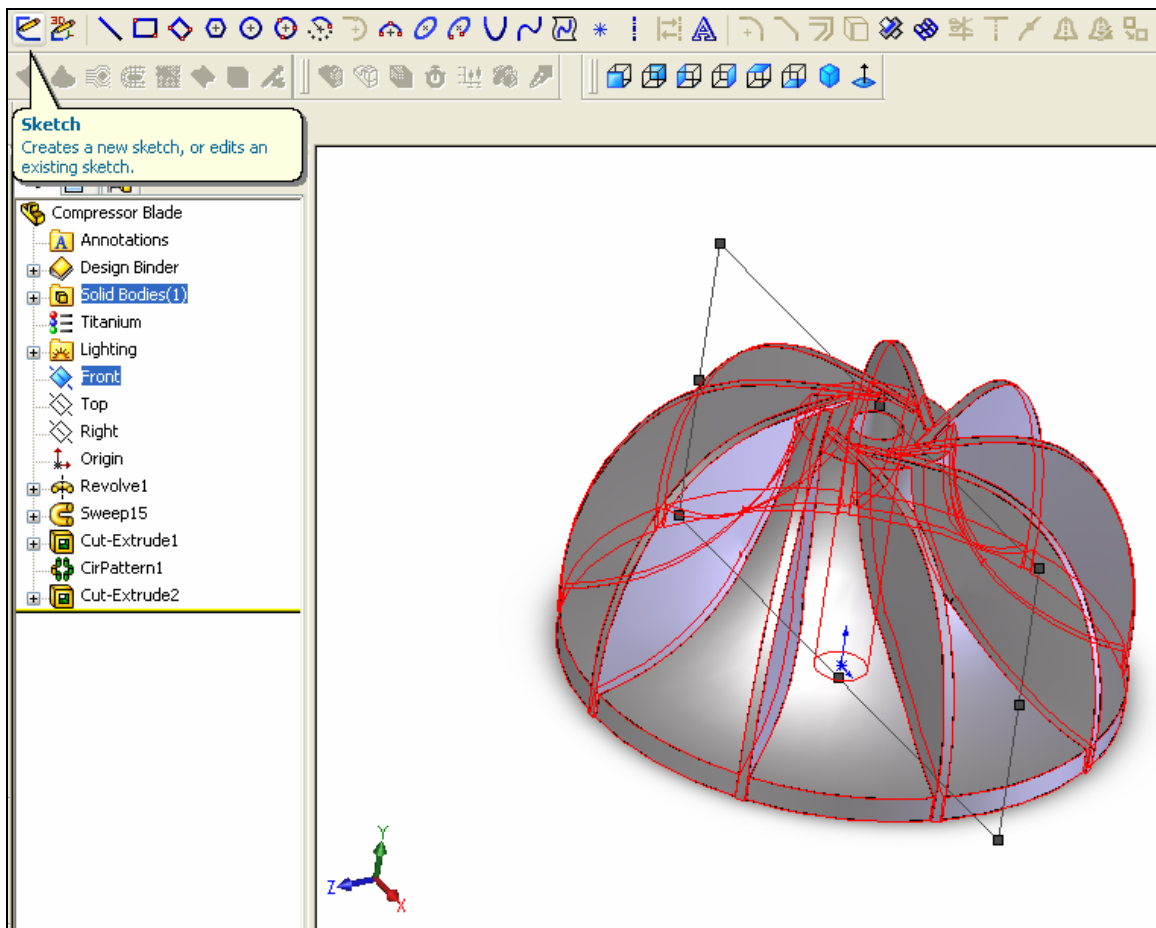 3D
A
Sketch
Creates a new sketch, or edits an
existing sketch.
Compressor Blade
A Annotations
Design Binder
Solid Bodies(1)
Titanium
Lighting
Front
Top
Right
Origin
Revolve1
Sweep15
Cut-Extrude1
CirPattern1
Cut-Extrude2
Y
Z
X